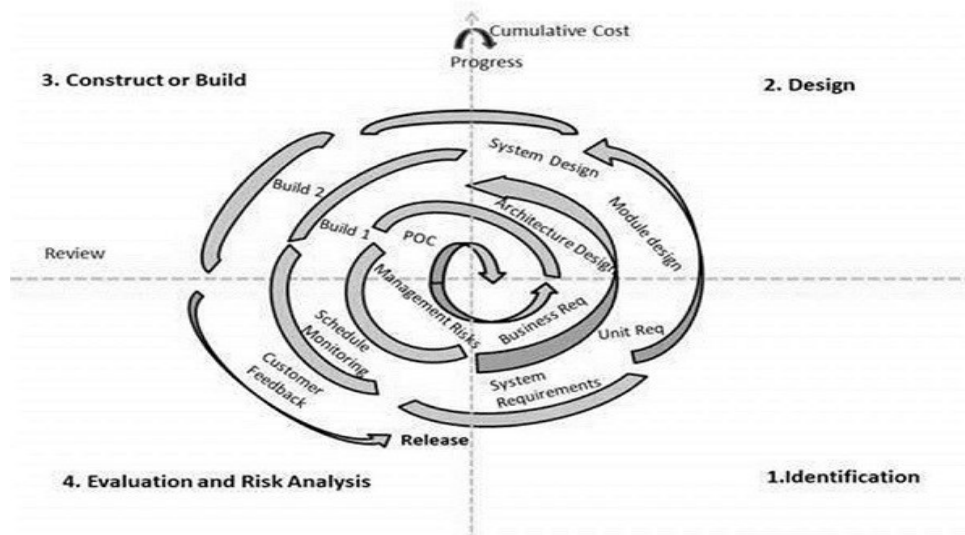 Cumulative Cost
Progress
3. Construct or Build
2. Design
System Design
Build 2
Module design
Architecture Design
Build 1
POC
Review
Management Risks
Business Req
Unit Req
Schedule
Monitoring
System
Requirements
Customer
Feedback
Release
4. Evaluation and Risk Analysis
1.Identification